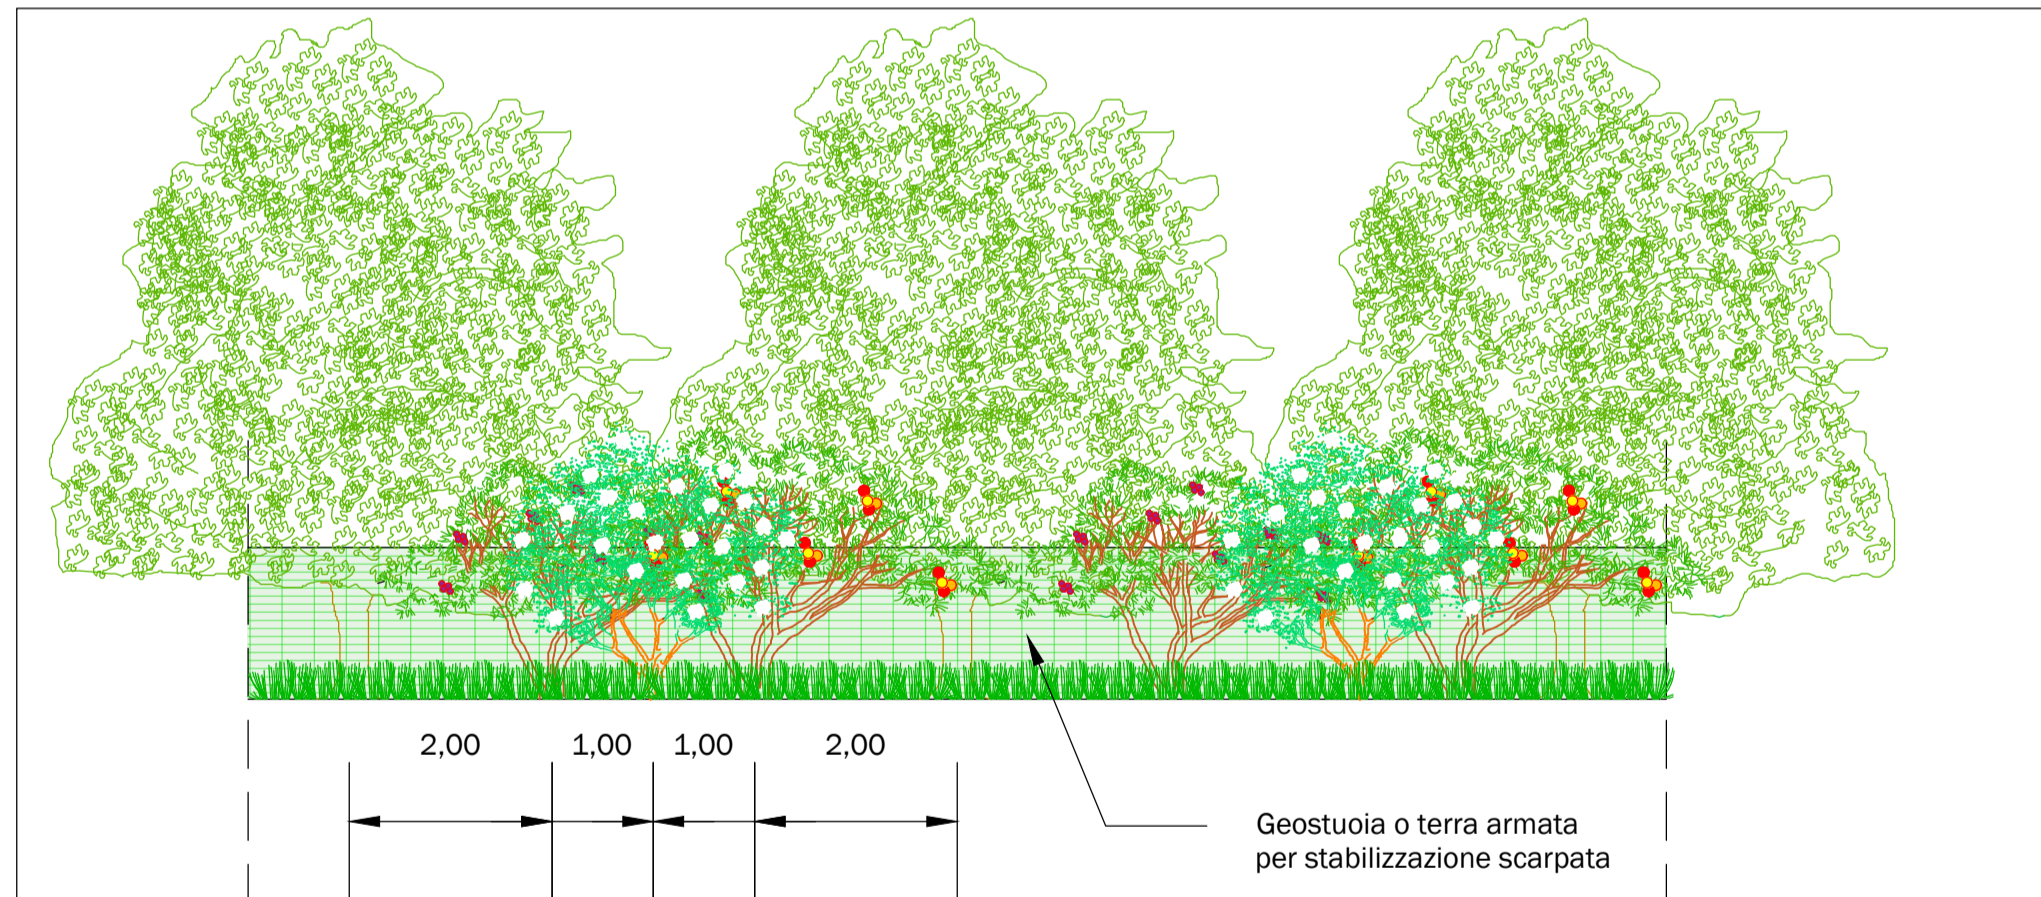 2,00 1,00 1,00 2,00
Geostuoia o terra armata
per stabilizzazione scarpata